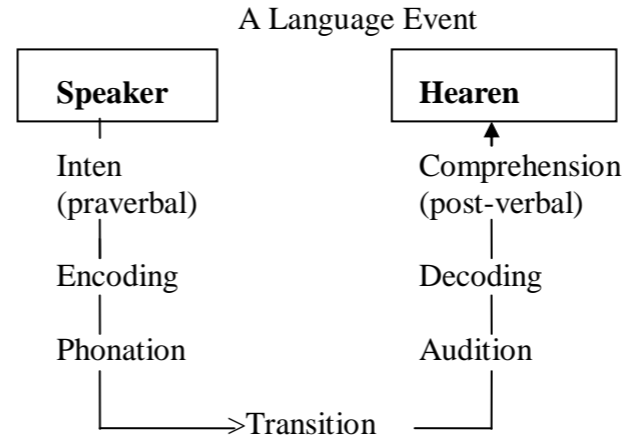 A Language Event
Speaker
Inten
(praverbal)
Encoding
Phonation
>Transition
Hearen
Comprehension
(post-verbal)
Decoding
Audition